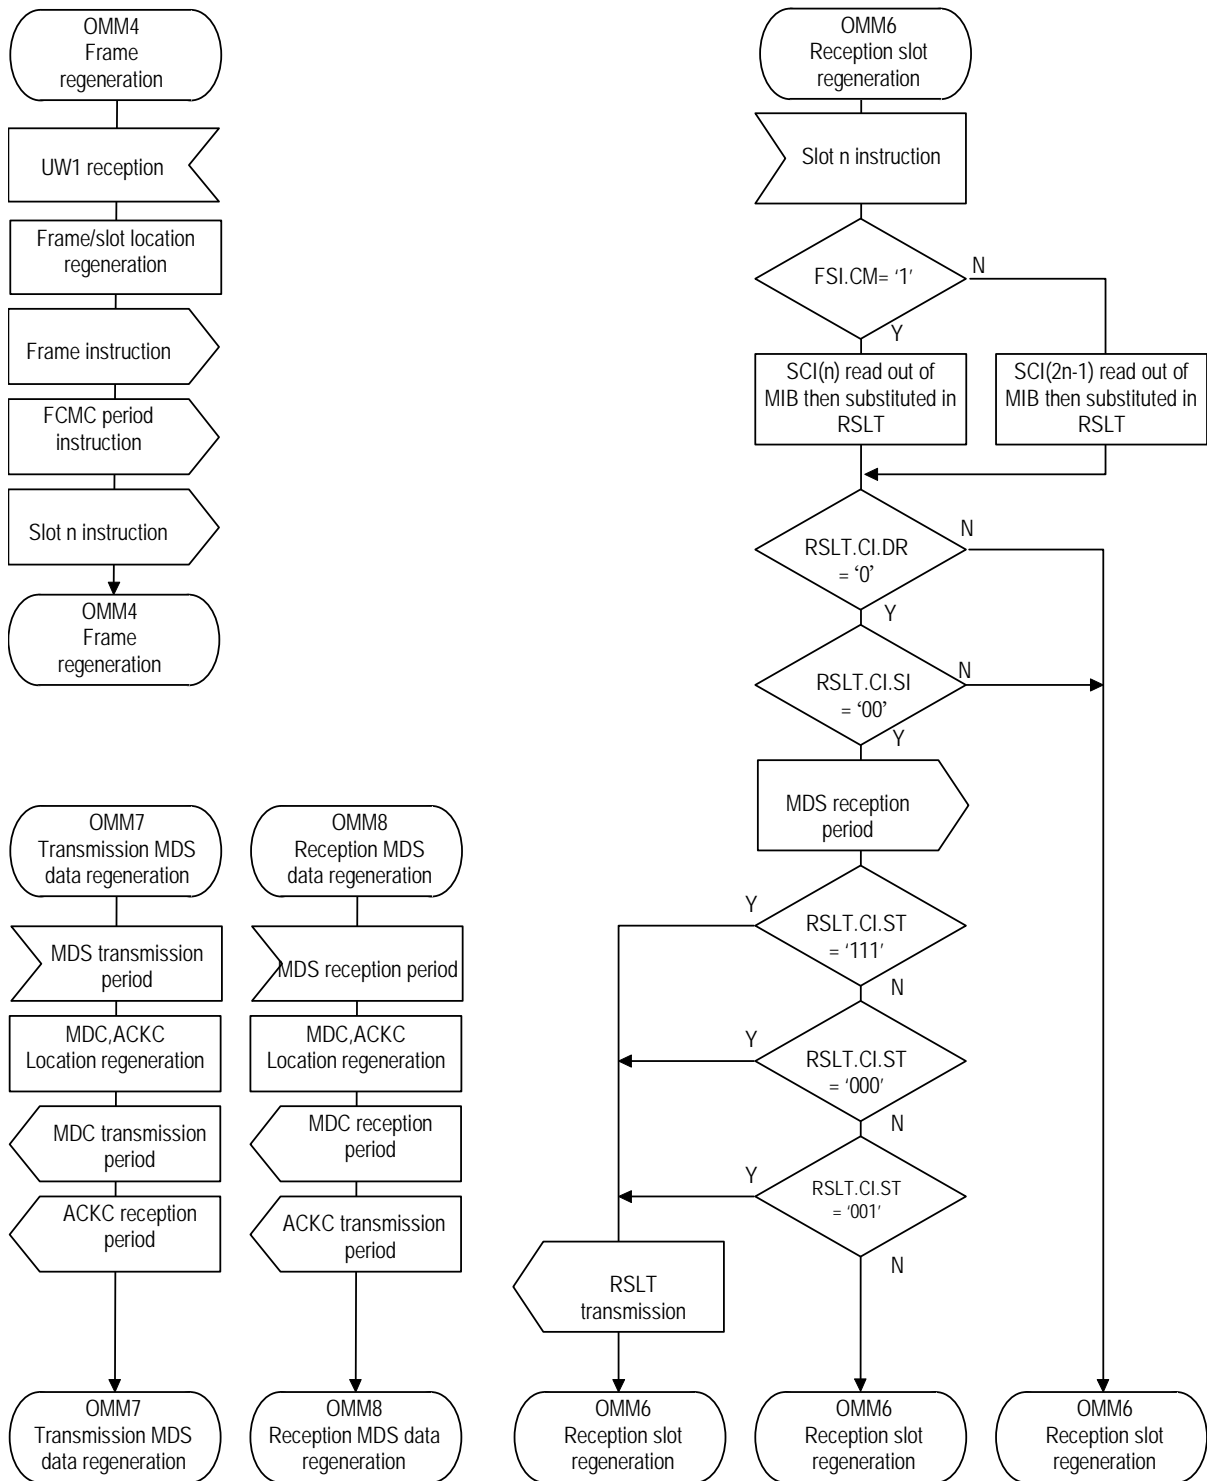 OMM4
Frame
regeneration
UW1 reception
Frame/slot location
regeneration
Frame instruction
FCMC period
instruction
Slot n instruction
OMM4
Frame
regeneration
OMM6
Reception slot
regeneration
Slot n instruction
FSI.CM= ‘1’
N
Y
SCI(n) read out of
MIB then substituted in
RSLT
SCI(2n-1) read out of
MIB then substituted in
RSLT
RSLT.CI.DR
= ‘0’
N
Y
RSLT.CI.SI
= ‘00’
N
Y
MDS reception
period
RSLT.CI.ST
= ‘111’
Y
N
RSLT.CI.ST
= ‘000’
Y
N
RSLT.CI.ST
= ‘001’
Y
N
RSLT
transmission
OMM6
Reception slot
regeneration
OMM6
Reception slot
regeneration
OMM6
Reception slot
regeneration
OMM7
Transmission MDS
data regeneration
MDS transmission
period
MDC,ACKC
Location regeneration
MDC transmission
period
ACKC reception
period
OMM7
Transmission MDS
data regeneration
OMM8
Reception MDS
data regeneration
MDS reception period
MDC,ACKC
Location regeneration
MDC reception
period
ACKC transmission
period
OMM8
Reception MDS data
regeneration